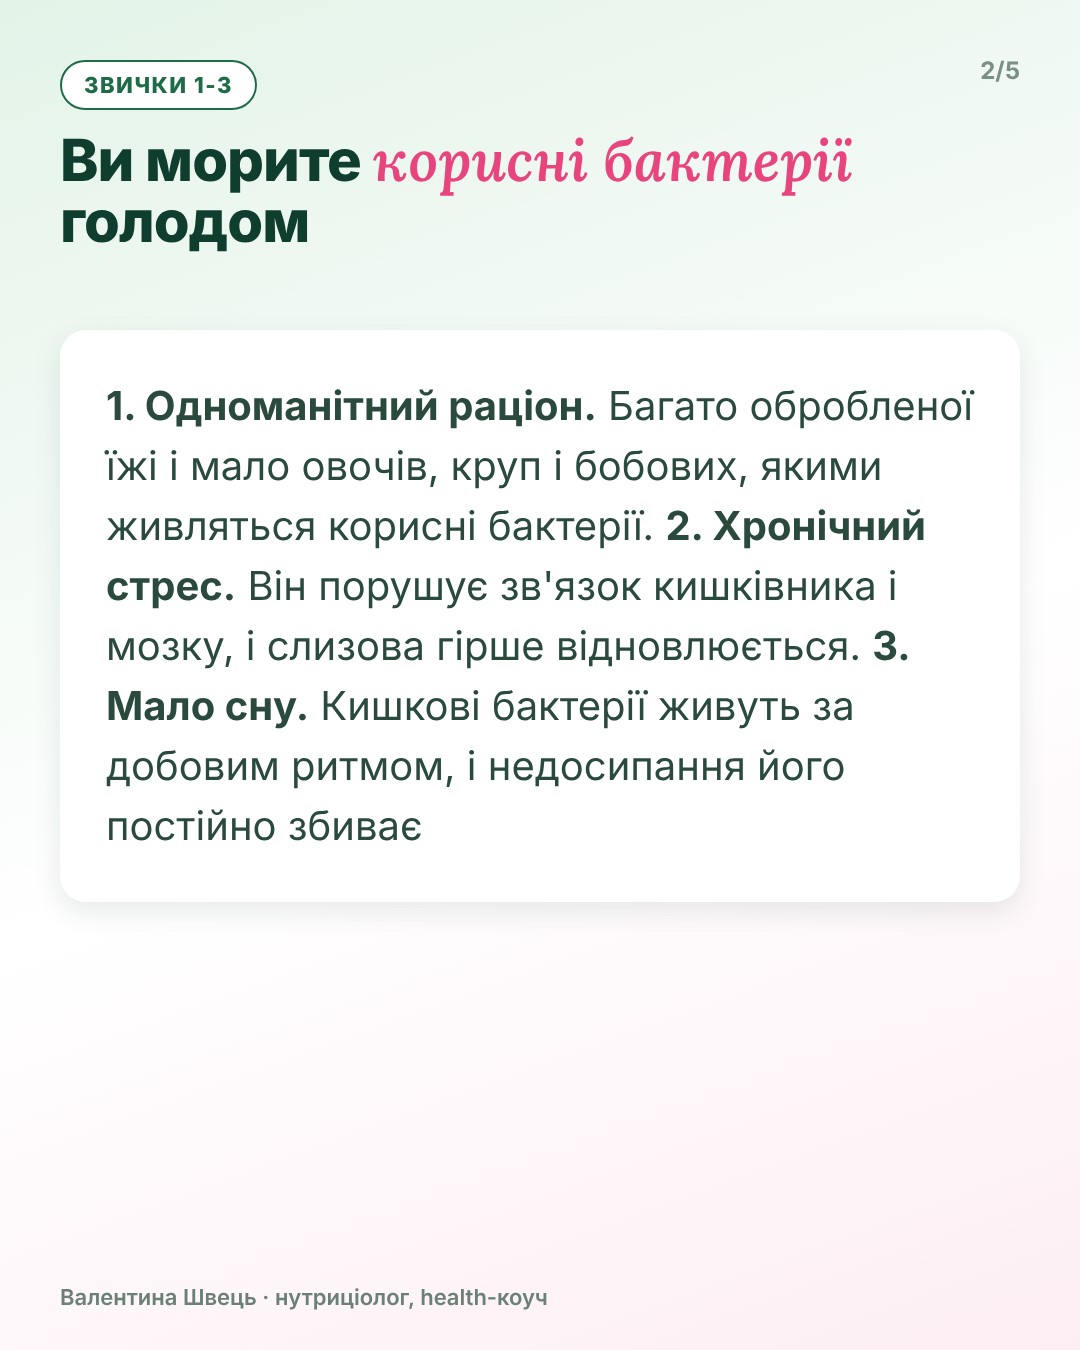 ЗВИЧКИ 1-3
2/5
Ви морите корисні бактерії
голодом
1. Одноманітний раціон. Багато обробленої
їжі і мало овочів, круп і бобових, якими
живляться корисні бактерії. 2. Хронічний
стрес. Він порушує зв'язок кишківника і
мозку, і слизова гірше відновлюється. 3.
Мало сну. Кишкові бактерії живуть за
добовим ритмом, і недосипання його
постійно збиває
Валентина Швець · нутриціолог, health-коуч